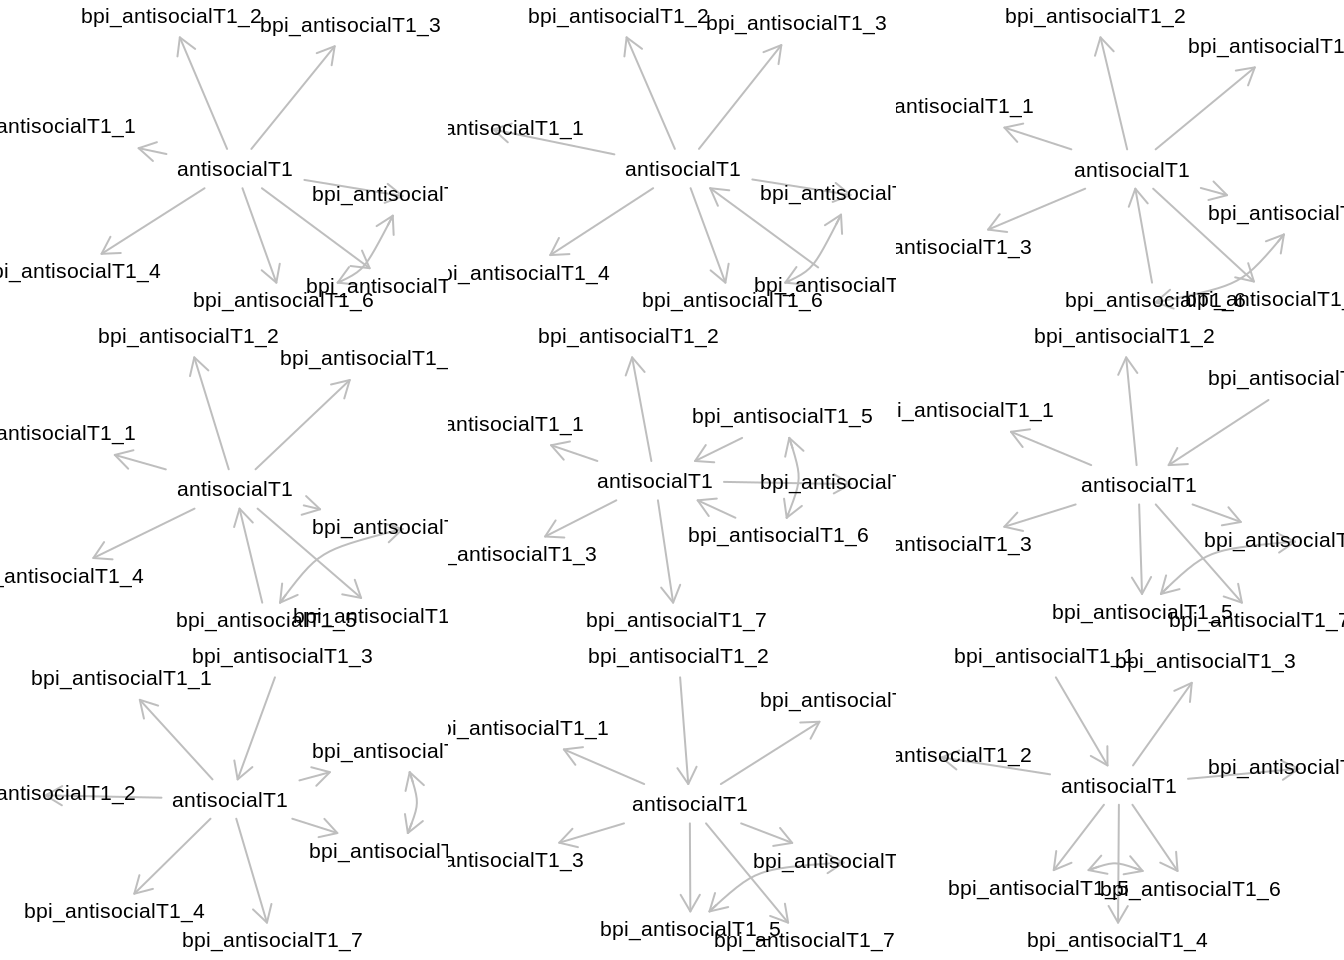 bpi_antisocialT1_2
bpi_antisocialT1_3
antisocialT1_1
antisocialT1
bpi_antisocialT
pi_antisocialT1_4
bpi_antisocialT
bpi_antisocialT1_6
bpi_antisocialT1_2
bpi_antisocialT1_3
antisocialT1_1
antisocialT1
bpi_antisocialT
pi_antisocialT1_4
bpi_antisocialT
bpi_antisocialT1_6
bpi_antisocialT1_2
bpi_antisocialT1
antisocialT1_1
antisocialT1
bpi_antisocialT
antisocialT1_3
bpi_antisocialT1_6
bpi_antisocialT1_
bpi_antisocialT1_2
bpi_antisocialT1_
antisocialT1_1
antisocialT1
bpi_antisocialT
_antisocialT1_4
bpi_antisocialT1_5
bpi_antisocialT1
bpi_antisocialT1_2
antisocialT1_1
bpi_antisocialT1_5
antisocialT1
bpi_antisocialT
bpi_antisocialT1_6
_antisocialT1_3
bpi_antisocialT1_7
bpi_antisocialT1_2
bpi_antisocialT
i_antisocialT1_1
antisocialT1
bpi_antisocialT
antisocialT1_3
bpi_antisocialT1_5
bpi_antisocialT1_7
bpi_antisocialT1_3
bpi_antisocialT1_1
bpi_antisocialT
antisocialT1_2
antisocialT1
bpi_antisocialT
bpi_antisocialT1_4
bpi_antisocialT1_7
bpi_antisocialT1_2
bpi_antisocialT
pi_antisocialT1_1
antisocialT1
antisocialT1_3
bpi_antisocialT
bpi_antisocialT1_5
bpi_antisocialT1_7
bpi_antisocialT1_1
bpi_antisocialT1_3
antisocialT1_2
bpi_antisocialT
antisocialT1
bpi_antisocialT1_5
bpi_antisocialT1_6
bpi_antisocialT1_4